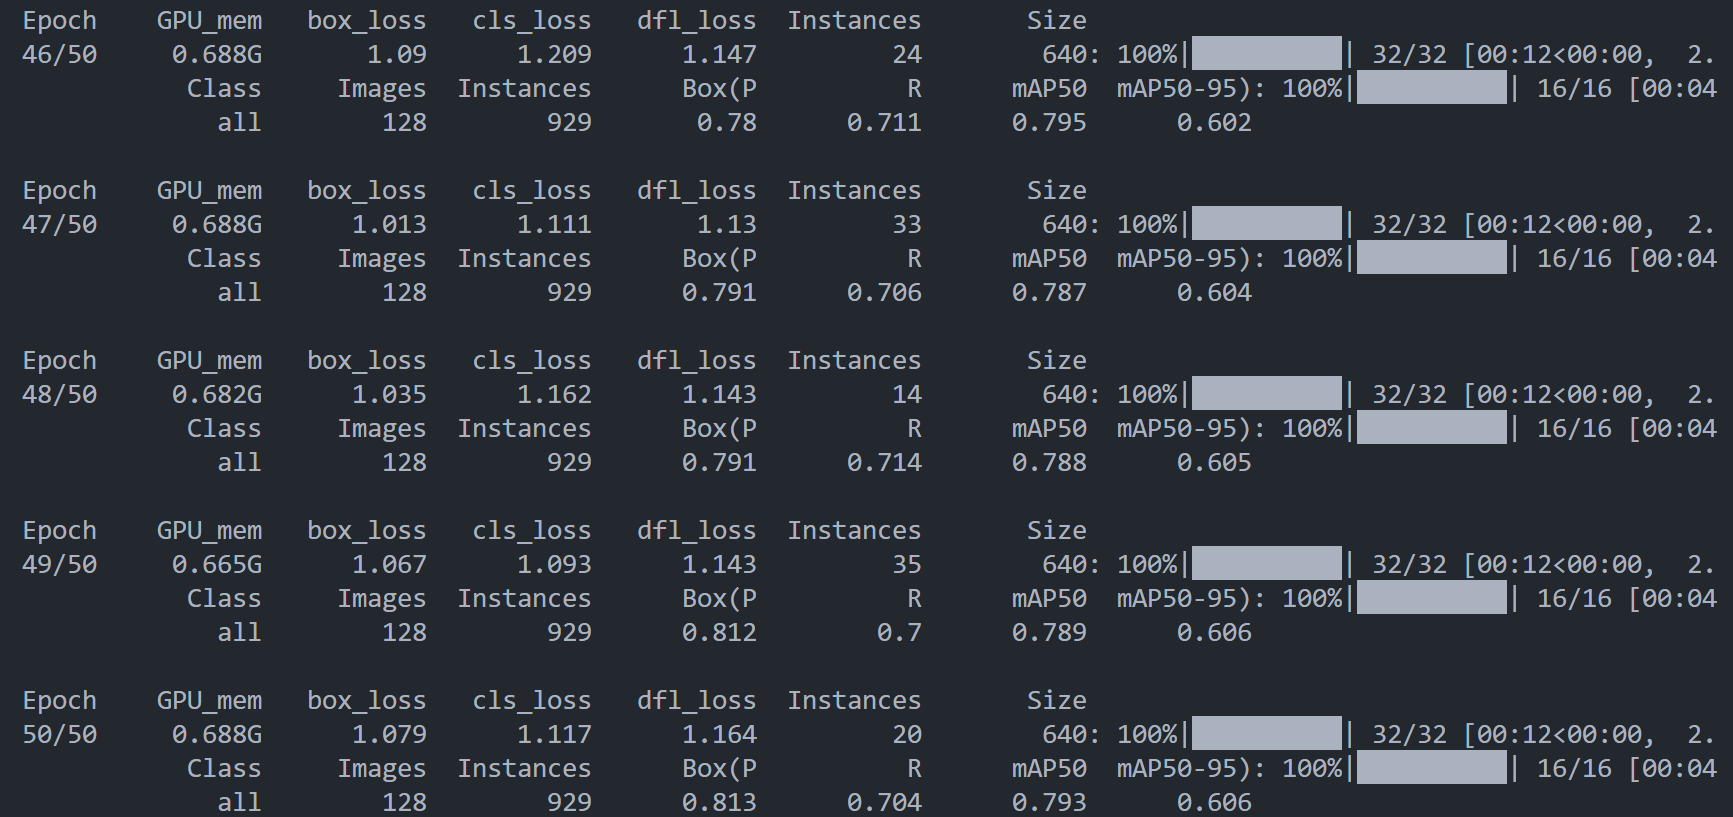 Epoch GPU_mem box_loss cls_loss dfl_loss Instances Size
46/50 0.688G 1.09 1.209 1.147 24 640: 100%|██████████| 32/32 [00:12<00:00, 2.
Class Images Instances Box(P R mAP50 mAP50-95): 100%|██████████| 16/16 [00:04
all 128 929 0.78 0.711 0.795 0.602
Epoch GPU_mem box_loss cls_loss dfl_loss Instances Size
47/50 0.688G 1.013 1.111 1.13 33 640: 100%|██████████| 32/32 [00:12<00:00, 2.
Class Images Instances Box(P R mAP50 mAP50-95): 100%|██████████| 16/16 [00:04
all 128 929 0.791 0.706 0.787 0.604
Epoch GPU_mem box_loss cls_loss dfl_loss Instances Size
48/50 0.682G 1.035 1.162 1.143 14 640: 100%|██████████| 32/32 [00:12<00:00, 2.
Class Images Instances Box(P R mAP50 mAP50-95): 100%|██████████| 16/16 [00:04
all 128 929 0.791 0.714 0.788 0.605
Epoch GPU_mem box_loss cls_loss dfl_loss Instances Size
49/50 0.665G 1.067 1.093 1.143 35 640: 100%|██████████| 32/32 [00:12<00:00, 2.
Class Images Instances Box(P R mAP50 mAP50-95): 100%|██████████| 16/16 [00:04
all 128 929 0.812 0.7 0.789 0.606
Epoch GPU_mem box_loss cls_loss dfl_loss Instances Size
50/50 0.688G 1.079 1.117 1.164 20 640: 100%|██████████| 32/32 [00:12<00:00, 2.
Class Images Instances Box(P R mAP50 mAP50-95): 100%|██████████| 16/16 [00:04
all 128 929 0.813 0.704 0.793 0.606